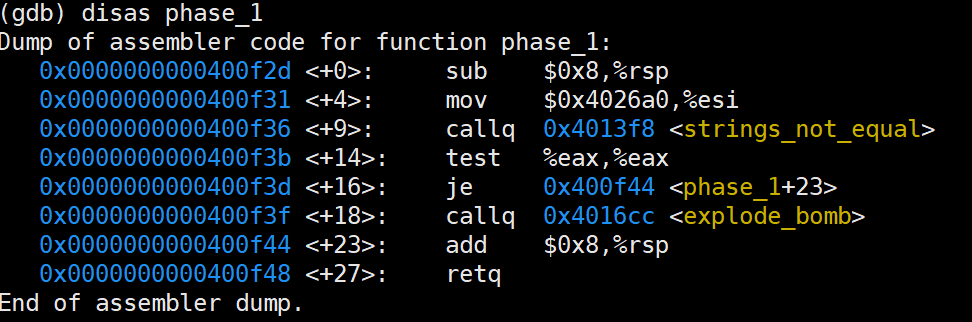 (gdb) disas phase_1
Dump of assembler code for function phase_1:
   0x0000000000400f2d <+0>:     sub    $0x8,%rsp
   0x0000000000400f31 <+4>:     mov    $0x4026a0,%esi
   0x0000000000400f36 <+9>:     callq  0x4013f8 <strings_not_equal>
   0x0000000000400f3b <+14>:    test   %eax,%eax
   0x0000000000400f3d <+16>:    je     0x400f44 <phase_1+23>
   0x0000000000400f3f <+18>:    callq  0x4016cc <explode_bomb>
   0x0000000000400f44 <+23>:    add    $0x8,%rsp
   0x0000000000400f48 <+27>:    retq
End of assembler dump.